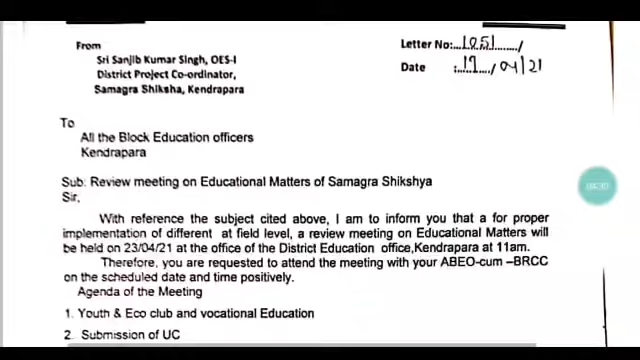 From
Sri Sanjib Kumar Singh, OES-I
District Project Co-ordinator,
Samagra Shiksha, Kendrapara
Letter No:...1051......../
Date :..17../04/21
To
All the Block Education officers
Kendrapara
Sub: Review meeting on Educational Matters of Samagra Shikshya
Sir,
With reference the subject cited above, I am to inform you that a for proper
implementation of different at field level, a review meeting on Educational Matters will
be held on 23/04/21 at the office of the District Education office,Kendrapara at 11am.
Therefore, you are requested to attend the meeting with your ABEO-cum –BRCC
on the scheduled date and time positively.
Agenda of the Meeting
1. Youth & Eco club and vocational Education
2. Submission of UC